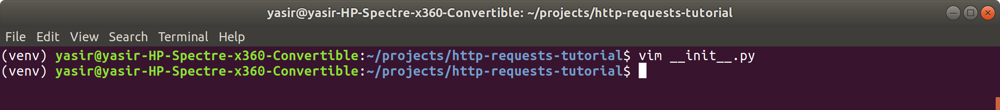 yasir@yasir-HP-Spectre-x360-Convertible: ~/projects/http-requests-tutorial
File Edit View Search Terminal Help
(venv) yasir@yasir-HP-Spectre-x360-Convertible:~/projects/http-requests-tutorial$ vim __init__.py
(venv) yasir@yasir-HP-Spectre-x360-Convertible:~/projects/http-requests-tutorial$